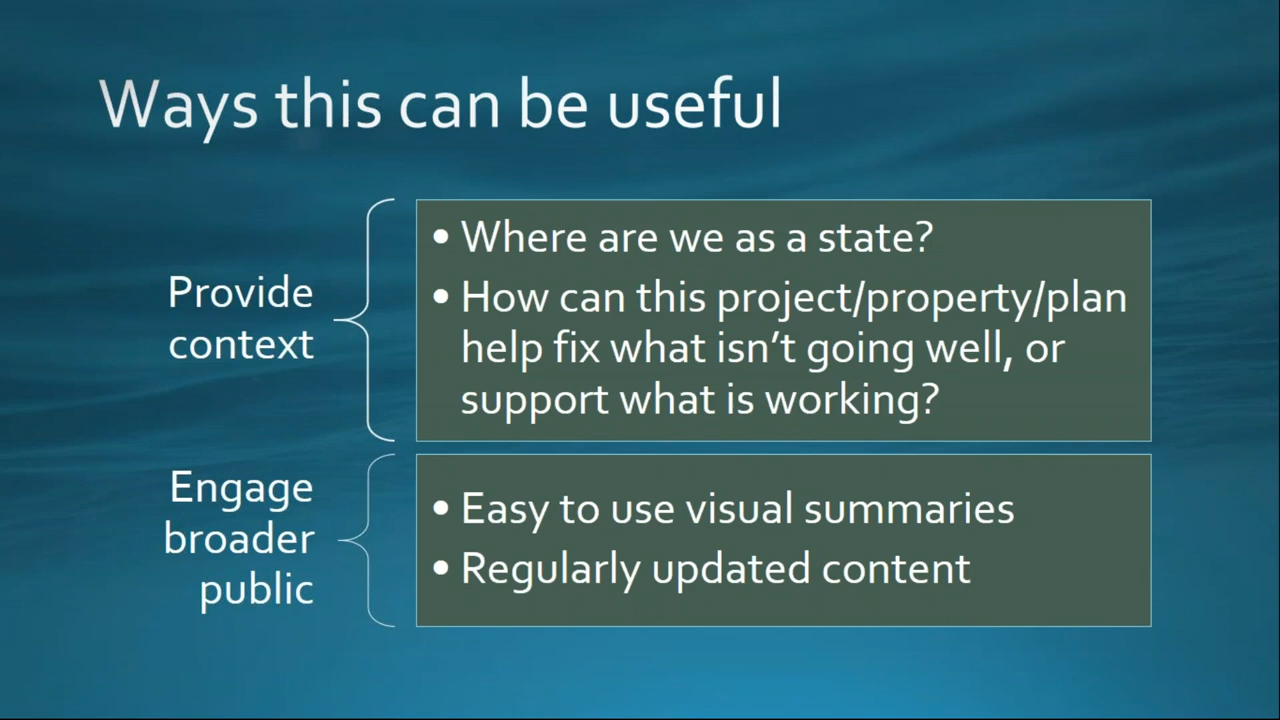 Ways this can be useful
Provide
context
• Where are we as a state?
• How can this project/property/plan
help fix what isn’t going well, or
support what is working?
Engage
broader
public
• Easy to use visual summaries
• Regularly updated content